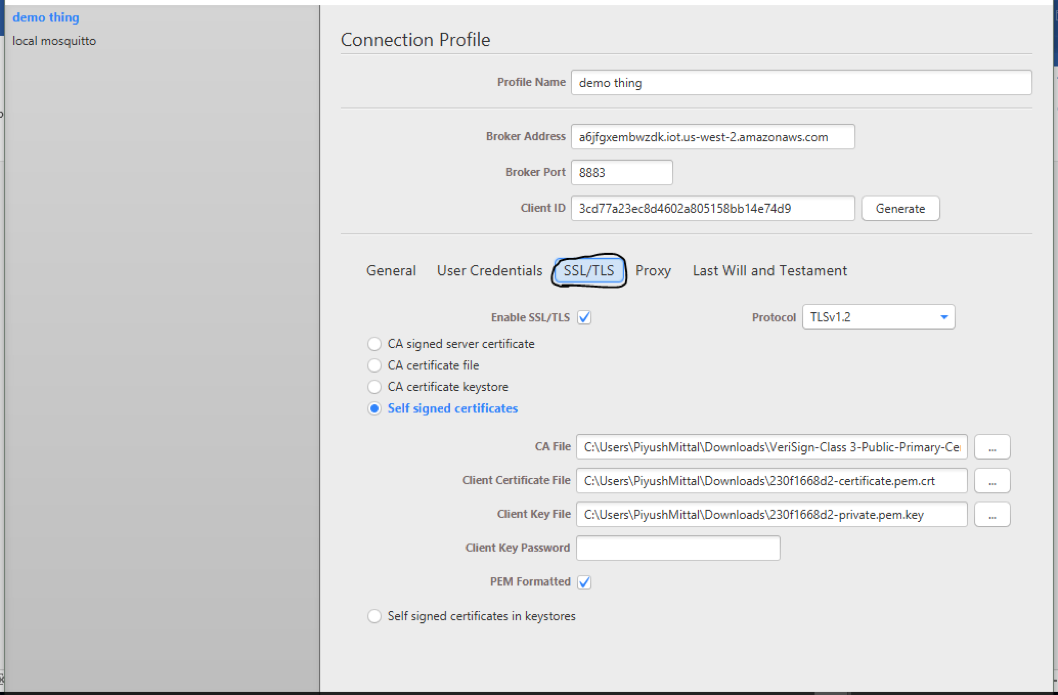 demo thing
local mosquitto
Connection Profile
Profile Name demo thing
Broker Address a6jfgxembwzdk.iot.us-west-2.amazonaws.com
Broker Port 8883
Client ID 3cd77a23ec8d4602a805158bb14e74d9 Generate
General User Credentials SSL/TLS Proxy Last Will and Testament
Enable SSL/TLS Protocol TLSv1.2
CA signed server certificate
CA certificate file
CA certificate keystore
Self signed certificates
CA File C:\Users\PiyushMittal\Downloads\VeriSign-Class 3-Public-Primary-Ce ...
Client Certificate File C:\Users\PiyushMittal\Downloads\230f1668d2-certificate.pem.crt ...
Client Key File C:\Users\PiyushMittal\Downloads\230f1668d2-private.pem.key ...
Client Key Password
PEM Formatted
Self signed certificates in keystores